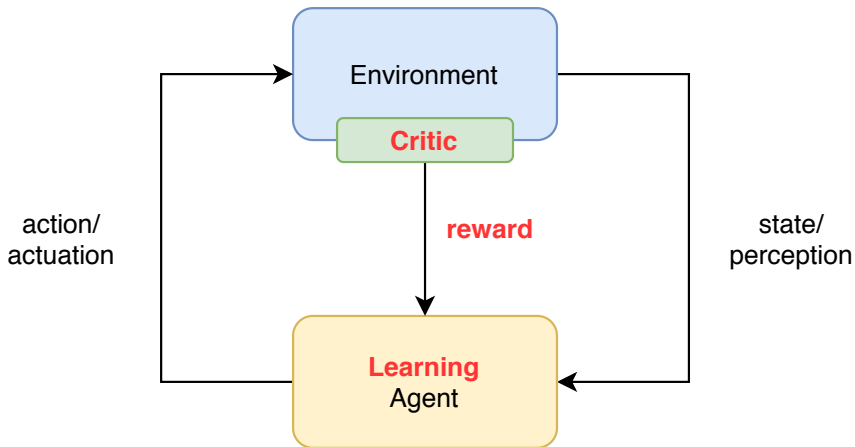 Environment
Critic
reward
action/
actuation
state/
perception
Learning
Agent